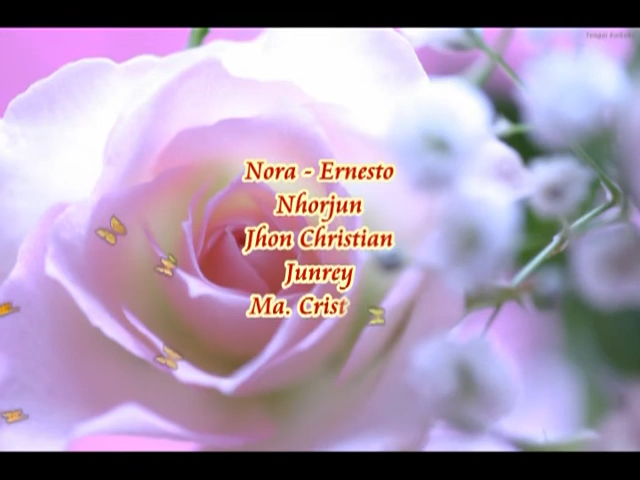 Nora - Ernesto
Nhorjun
Jhon Christian
Junrey
Ma. Crist